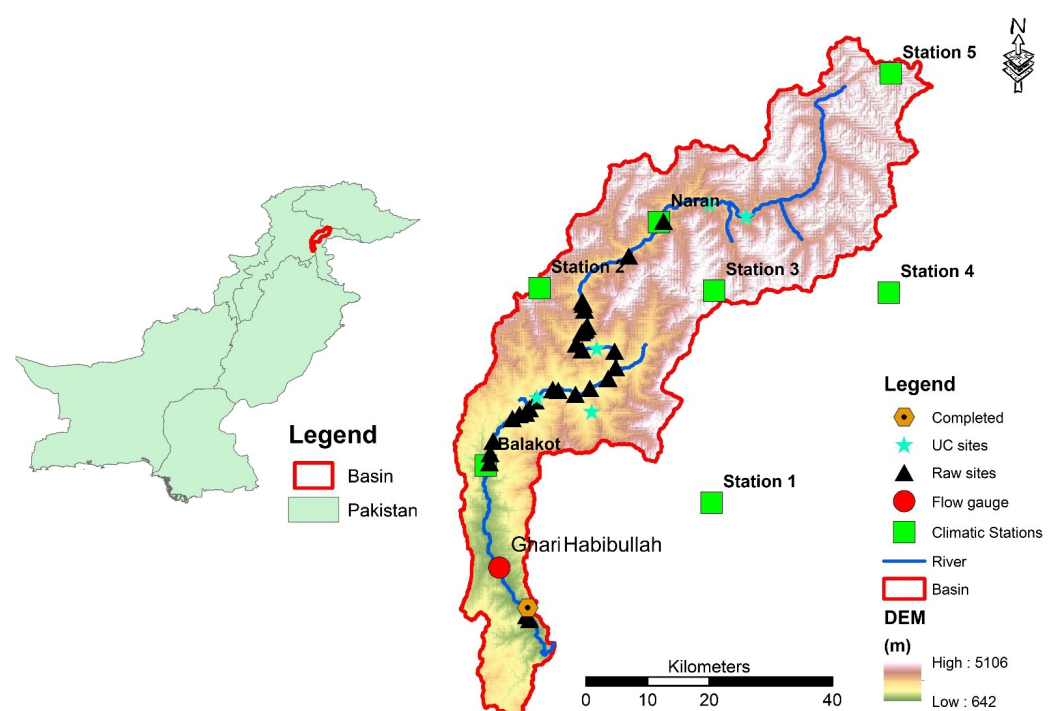 N
Station 5
Naran
Station 2
Station 3
Station 4
Balakot
Station 1
Ghari Habibullah
Legend
Basin
Pakistan
Legend
Completed
UC sites
Raw sites
Flow gauge
Climatic Stations
River
Basin
DEM
(m)
High : 5106
Low : 642
Kilometers
0 10 20 40